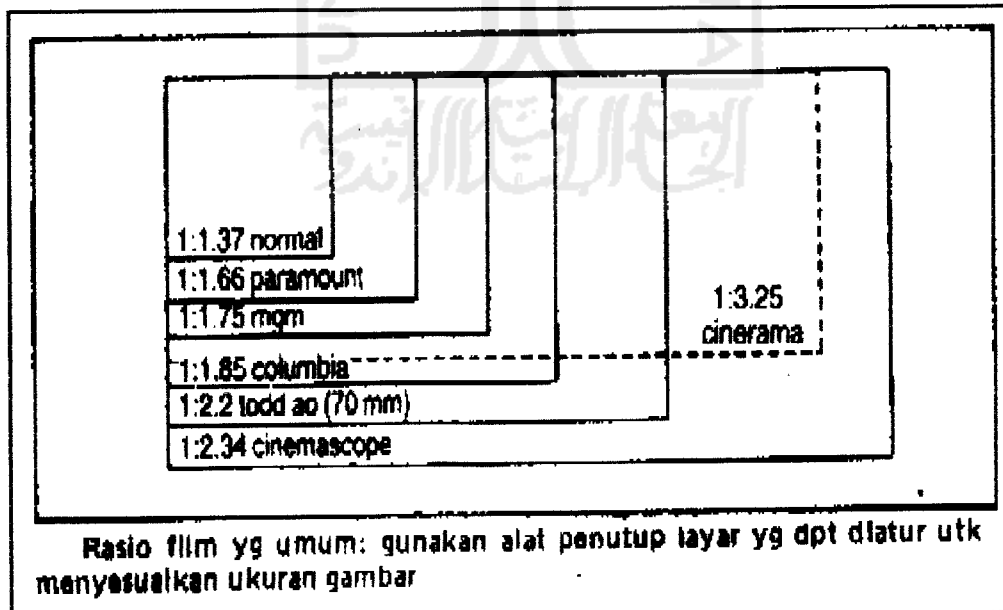 1:1.37 normal
1:1.66 paramount
1:1.75 mgm
1:3.25
cinerama
1:1.85 columbia
1:2.2 todd ao (70 mm)
1:2.34 cinemascope
Rasio film yg umum: gunakan alat penutup layar yg dpt diatur utk
menyesuaikan ukuran gambar